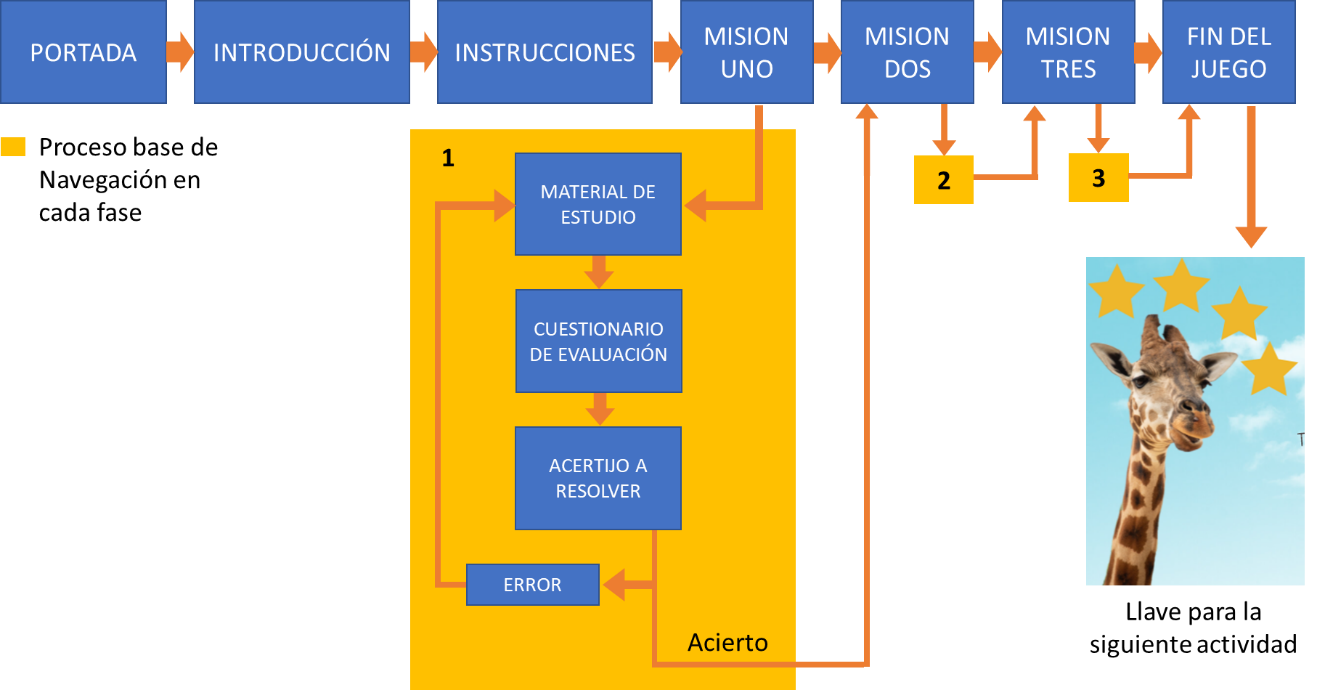 PORTADA
INTRODUCCIÓN
INSTRUCCIONES
MISION
UNO
MISION
DOS
MISION
TRES
FIN DEL
JUEGO
Proceso base de
Navegación en
cada fase
1
MATERIAL DE
ESTUDIO
CUESTIONARIO
DE EVALUACIÓN
ACERTIJO A
RESOLVER
ERROR
Acierto
2
3
T
Llave para la
siguiente actividad